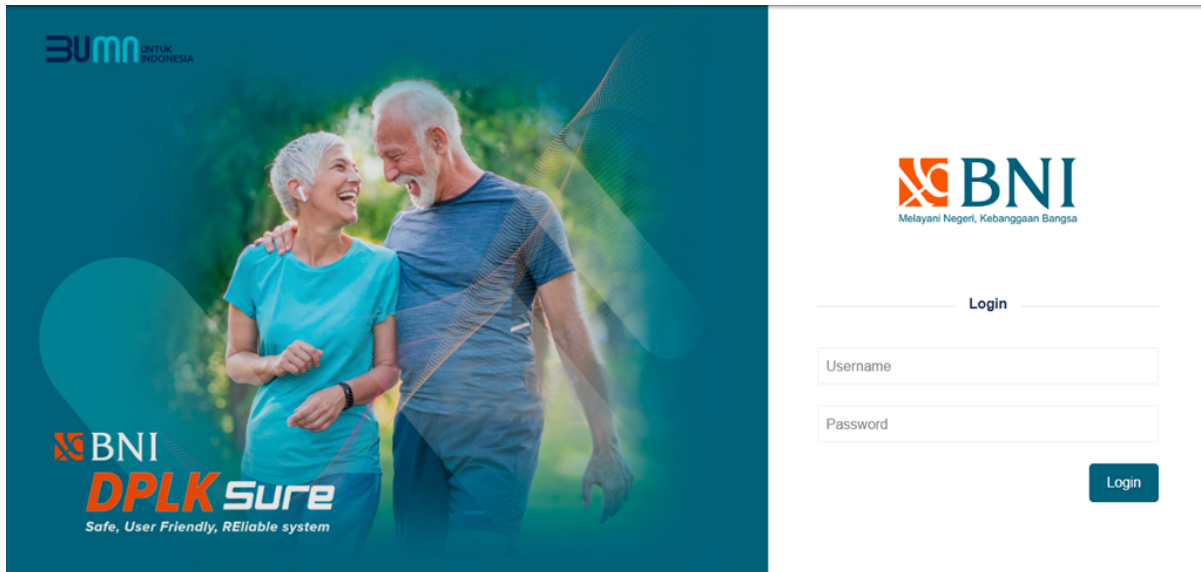 BUMN UNTUK
INDONESIA
BNI
DPLK Sure
Safe, User Friendly, REliable system
BNI
Melayani Negeri, Kebanggaan Bangsa
Login
Username
Password
Login